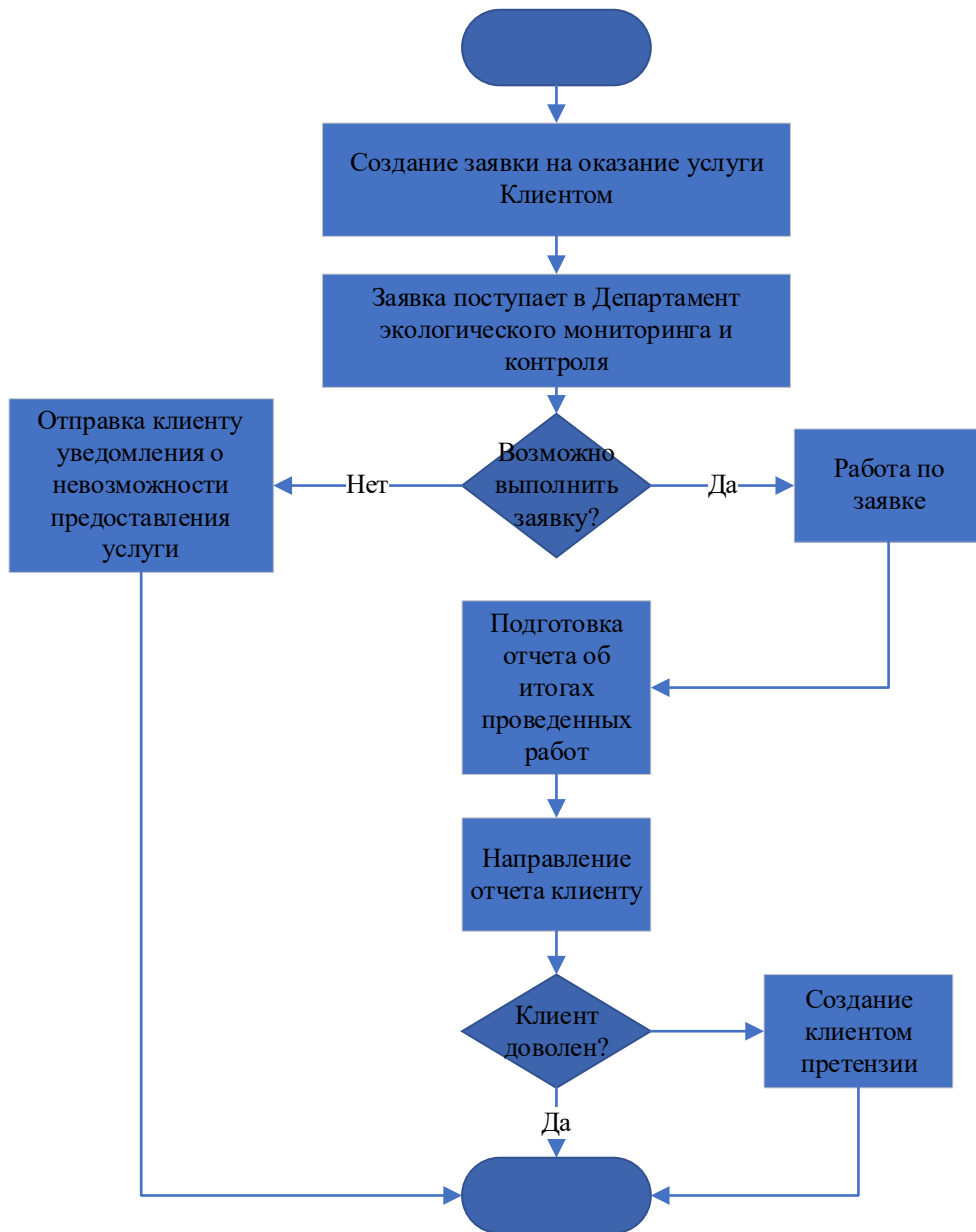 Создание заявки на оказание услуги
Клиентом
Заявка поступает в Департамент
экологического мониторинга и
контроля
Отправка клиенту
уведомления о
невозможности
предоставления
услуги
Нет
Возможно
выполнить
заявку?
Да
Работа по
заявке
Подготовка
отчета об
итогах
проведенных
работ
Направление
отчета клиенту
Клиент
доволен?
Создание
клиентом
претензии
Да